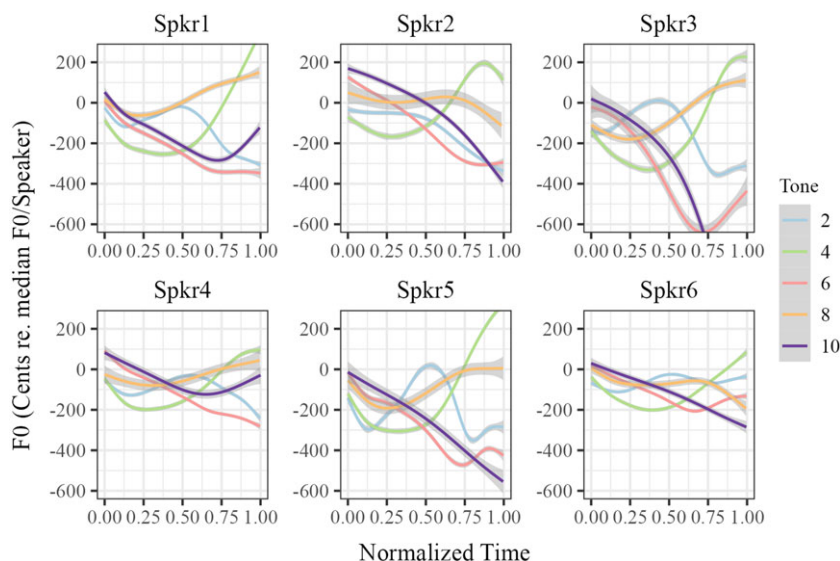 Spkr1 Spkr2 Spkr3
200 200 200
0 0 0
-200 -200 -200
-400 -400 -400
-600 -600 -600
0.00 0.25 0.50 0.75 1.00 0.00 0.25 0.50 0.75 1.00 0.00 0.25 0.50 0.75 1.00
Spkr4 Spkr5 Spkr6
200 200 200
0 0 0
-200 -200 -200
-400 -400 -400
-600 -600 -600
0.00 0.25 0.50 0.75 1.00 0.00 0.25 0.50 0.75 1.00 0.00 0.25 0.50 0.75 1.00
F0 (Cents re. median F0/Speaker)
Normalized Time
Tone
2
4
6
8
10